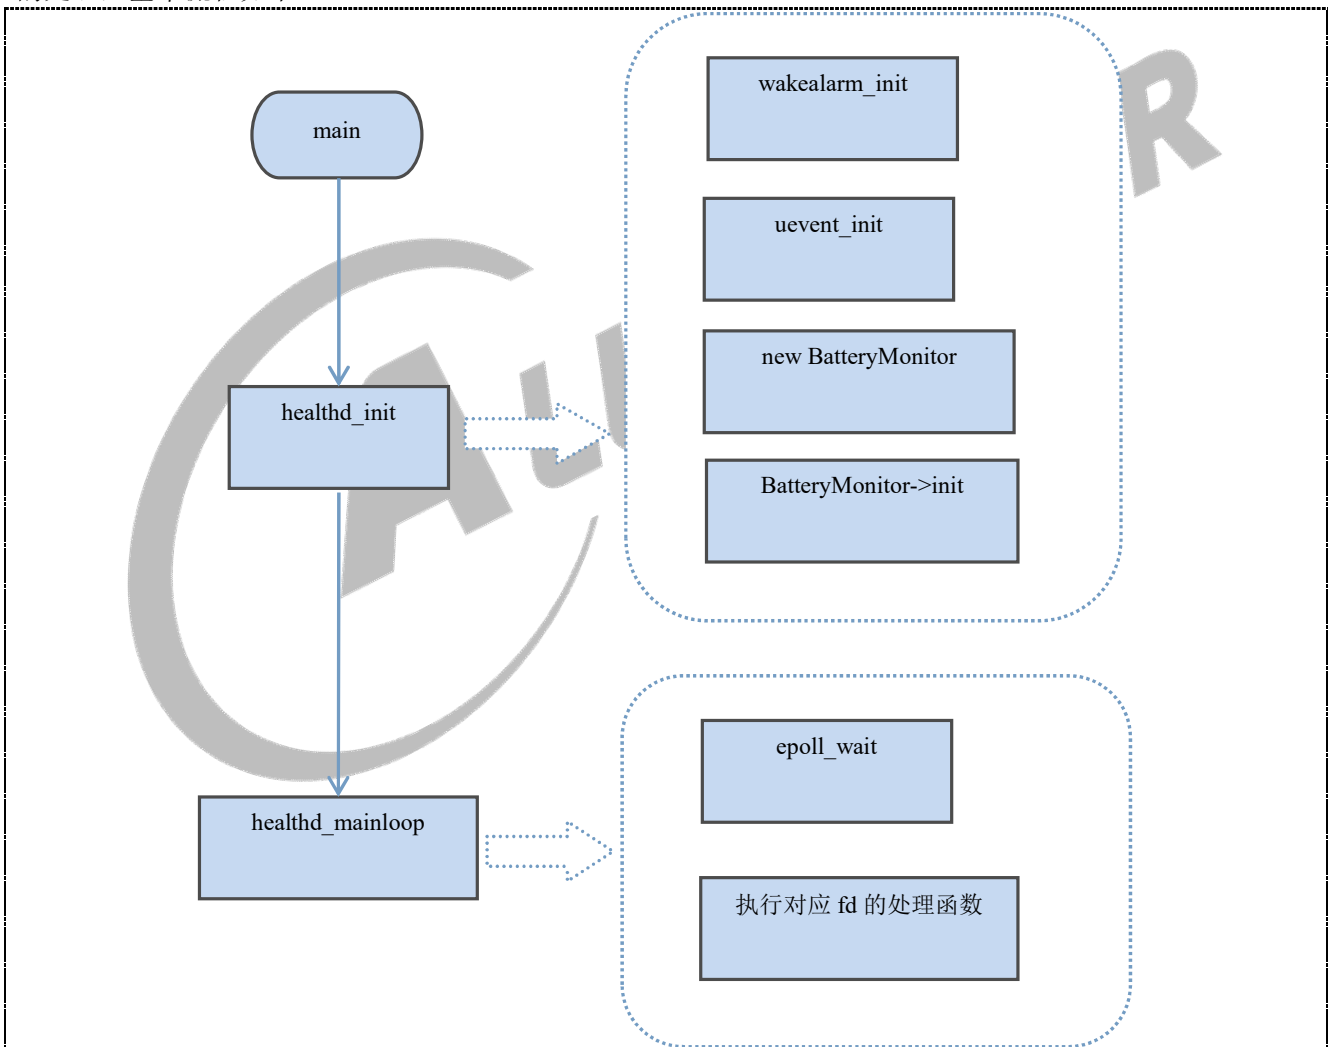 main
healthd_init
healthd_mainloop
wakealarm_init
uevent_init
new BatteryMonitor
BatteryMonitor->init
epoll_wait
执行对应 fd 的处理函数